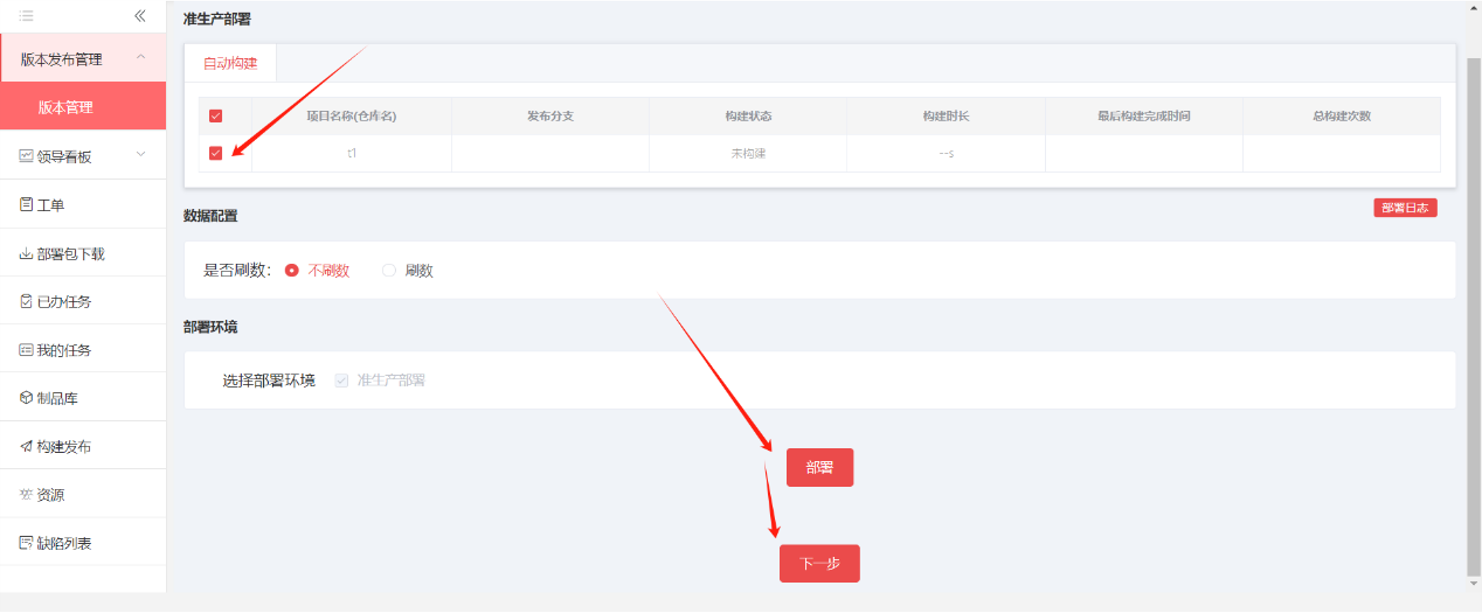 准生产部署
版本发布管理
版本管理
领导看板
工单
部署包下载
已办任务
我的任务
制品库
构建发布
资源
缺陷列表
自动构建
项目名称(仓库名) 发布分支 构建状态 构建时长 最后构建完成时间 总构建次数
t1 未构建 --s
部署日志
数据配置
是否刷数: 不刷数 刷数
部署环境
选择部署环境 准生产部署
部署
下一步